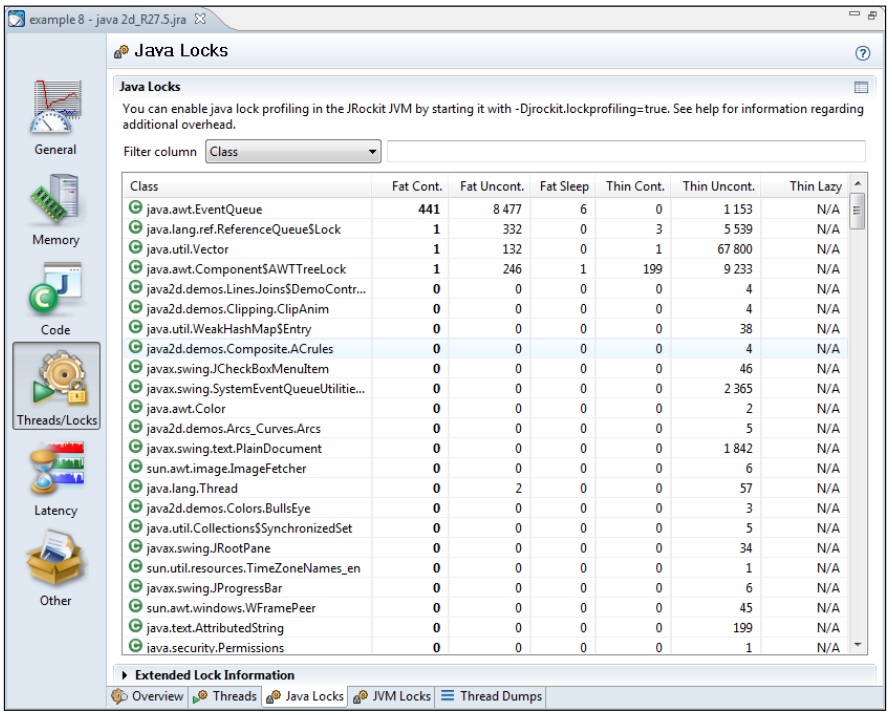 example 8 - java 2d_R27.5.jra
Java Locks
Java Locks
You can enable java lock profiling in the JRockit JVM by starting it with -Djrockit.lockprofiling=true. See help for information regarding
additional overhead.
Filter column Class
Class Fat Cont. Fat Uncont. Fat Sleep Thin Cont. Thin Uncont. Thin Lazy
java.awt.EventQueue 441 8 477 6 0 1 153 N/A
java.lang.ref.ReferenceQueue$Lock 1 332 0 3 5 539 N/A
java.util.Vector 1 132 0 1 67 800 N/A
java.awt.Component$AWTTreeLock 1 246 1 199 9 233 N/A
java2d.demos.Lines.Joins$DemoContr... 0 0 0 0 4 N/A
java2d.demos.Clipping.ClipAnim 0 0 0 0 4 N/A
java.util.WeakHashMap$Entry 0 0 0 0 38 N/A
java2d.demos.Composite.ACrules 0 0 0 0 4 N/A
javax.swing.JCheckBoxMenuItem 0 0 0 0 46 N/A
javax.swing.SystemEventQueueUtilitie... 0 0 0 0 2 365 N/A
java.awt.Color 0 0 0 0 2 N/A
java2d.demos.Arcs_Curves.Arcs 0 0 0 0 5 N/A
javax.swing.text.PlainDocument 0 0 0 0 1 842 N/A
sun.awt.image.ImageFetcher 0 0 0 0 6 N/A
java.lang.Thread 0 2 0 0 57 N/A
java2d.demos.Colors.BullsEye 0 0 0 0 3 N/A
java.util.Collections$SynchronizedSet 0 0 0 0 5 N/A
javax.swing.JRootPane 0 0 0 0 34 N/A
sun.util.resources.TimeZoneNames_en 0 0 0 0 1 N/A
javax.swing.JProgressBar 0 0 0 0 6 N/A
sun.awt.windows.WFramePeer 0 0 0 0 45 N/A
java.text.AttributedString 0 0 0 0 199 N/A
java.security.Permissions 0 0 0 0 1 N/A
Extended Lock Information
Overview Threads Java Locks JVM Locks Thread Dumps
General
Memory
Code
Threads/Locks
Latency
Other